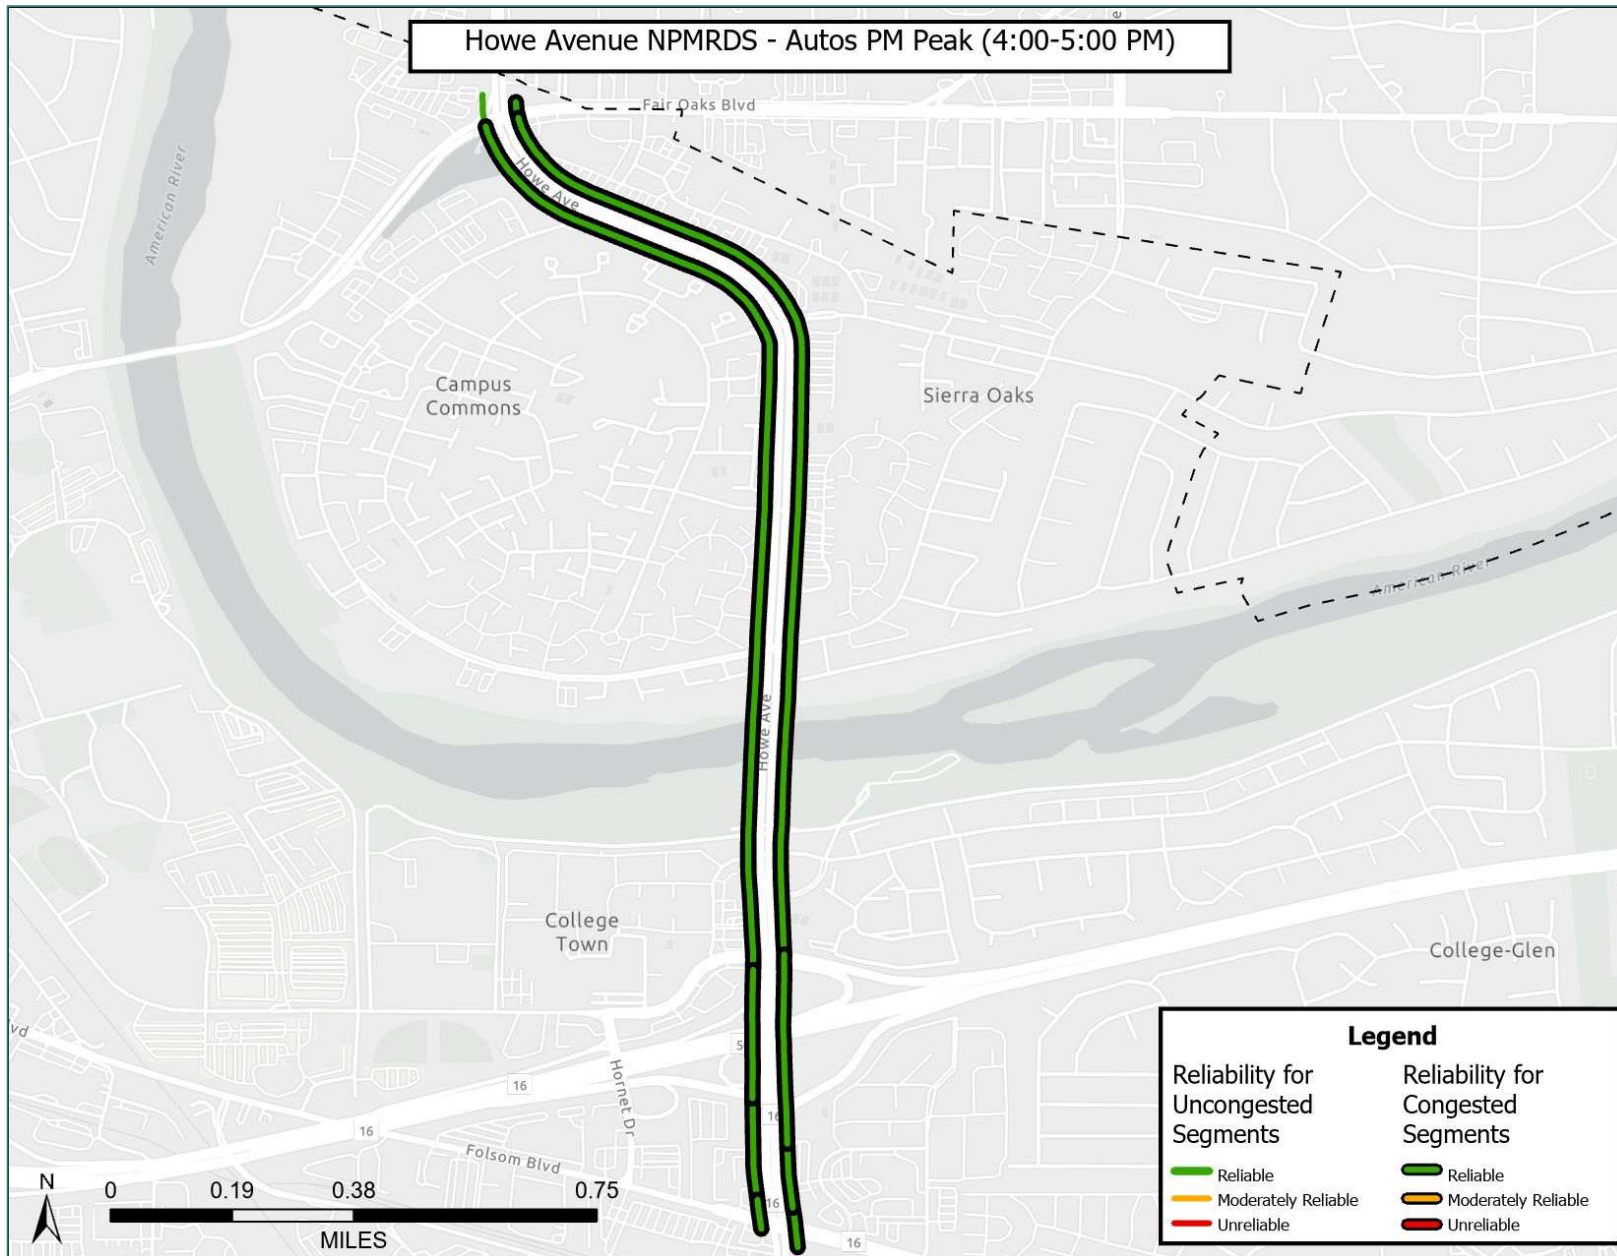 e
Howe Avenue NPMRDS - Autos PM Peak (4:00-5:00 PM)
Fair Oaks Blvd
American River
Howe Ave
Campus
Commons
Sierra Oaks
American River
Howe Ave
College
Town
College-Glen
5
16
16
16
vd
Hornet Dr
Folsom Blvd
16
16
N
0 0.19 0.38 0.75
MILES
Legend
Reliability for
Uncongested
Segments
Reliable
Moderately Reliable
Unreliable
Reliability for
Congested
Segments
Reliable
Moderately Reliable
Unreliable